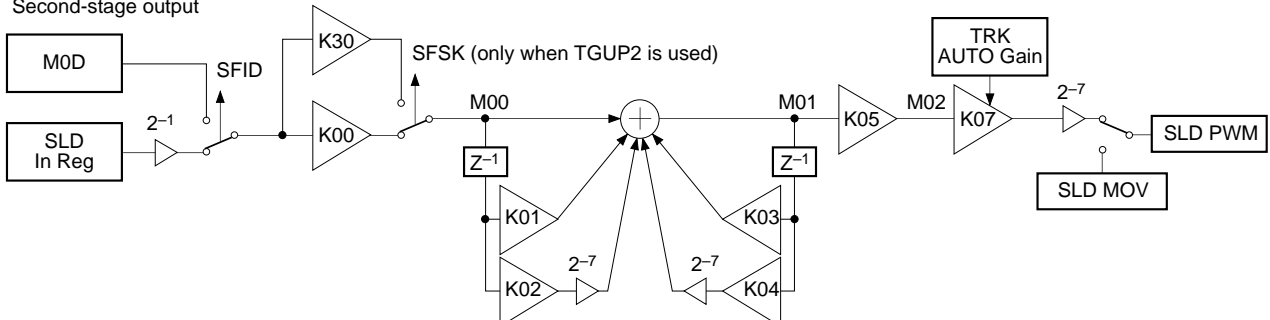 Second-stage output
M0D
SFID
2–1
SLD
In Reg
K30
K00
SFSK (only when TGUP2 is used)
M00
Z–1
K01
K02
2–7
M01
Z–1
K03
2–7
K04
K05
M02
TRK
AUTO Gain
K07
2–7
SLD PWM
SLD MOV